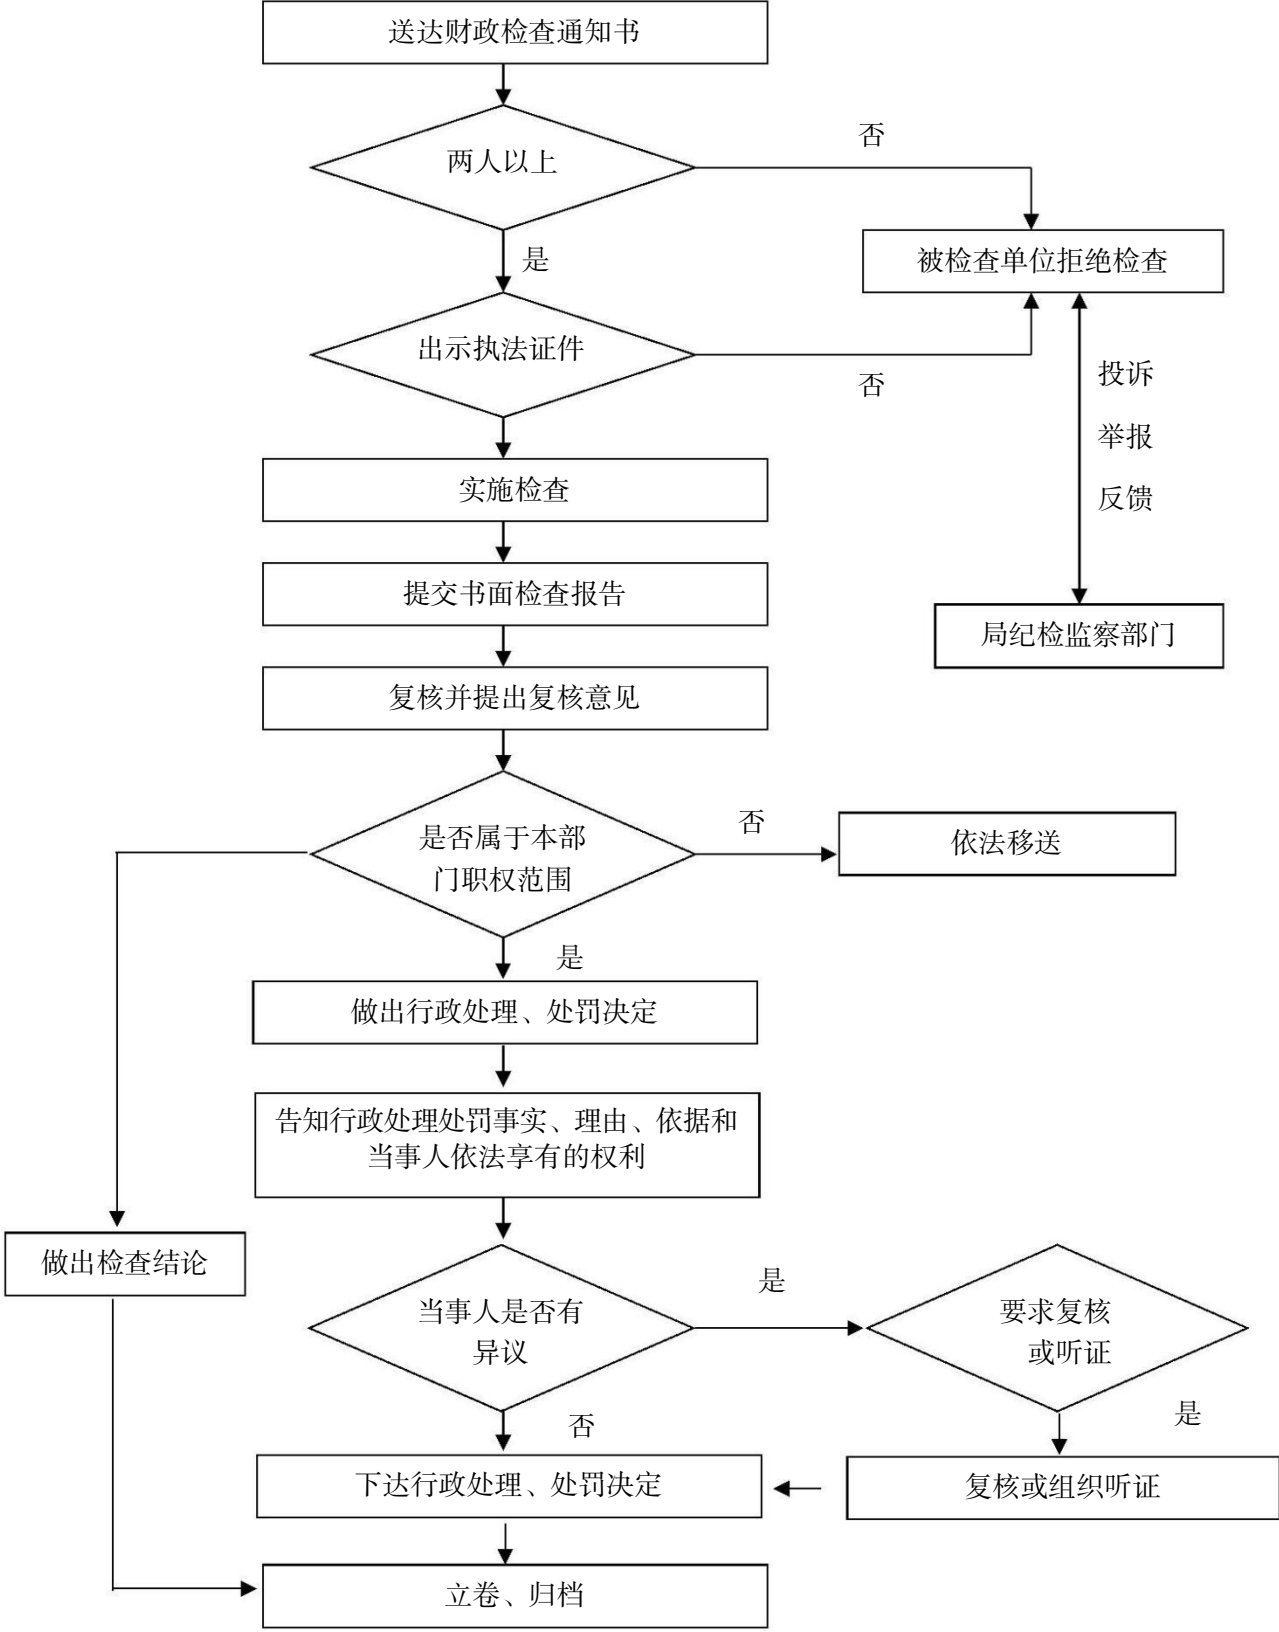 送达财政检查通知书
否
两人以上
是
被检查单位拒绝检查
出示执法证件
否
投诉
举报
反馈
实施检查
提交书面检查报告
局纪检监察部门
复核并提出复核意见
否
是否属于本部
门职权范围
依法移送
是
做出行政处理、处罚决定
告知行政处理处罚事实、理由、依据和
当事人依法享有的权利
做出检查结论
是
当事人是否有
异议
要求复核
或听证
否
是
下达行政处理、处罚决定
复核或组织听证
立卷、归档